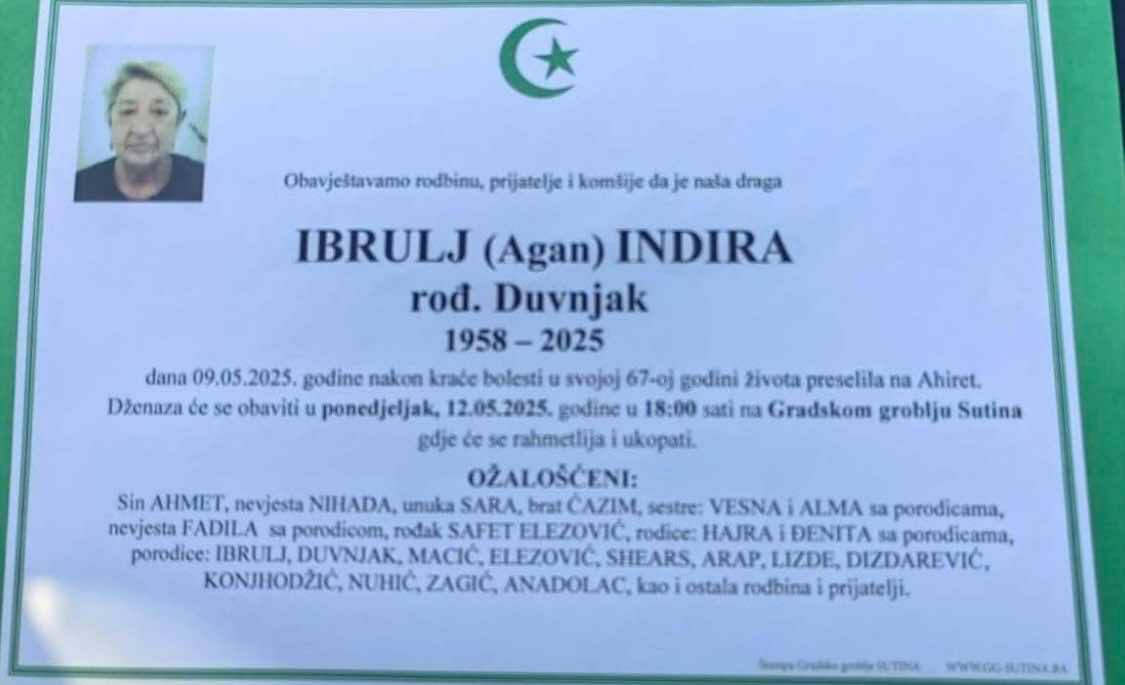 Obavještavamo rodbinu, prijatelje i komšije da je naša draga
IBRULJ (Agan) INDIRA
rođ. Duvnjak
1958 – 2025
dana 09.05.2025. godine nakon kraće bolesti u svojoj 67-oj godini života preselila na Ahiret.
Dženaza će se obaviti u ponedjeljak, 12.05.2025. godine u 18:00 sati na Gradskom groblju Sutina
gdje će se rahmetlija i ukopati.
OŽALOŠĆENI:
Sin AHMET, nevjesta NIHADA, unuka SARA, brat ĆAZIM, sestre: VESNA i ALMA sa porodicama,
nevjesta FADILA sa porodicom, rođak SAFET ELEZOVIĆ, rodice: HAJRA i ĐENITA sa porodicama,
porodice: IBRULJ, DUVNJAK, MACIĆ, ELEZOVIĆ, SHEARS, ARAP, LIZDE, DIZDAREVIĆ,
KONJHODŽIĆ, NUHIĆ, ZAGIĆ, ANADOLAC, kao i ostala rodbina i prijatelji.
Štampa Gradsko groblje SUTINA WWW.GG-SUTINA.BA